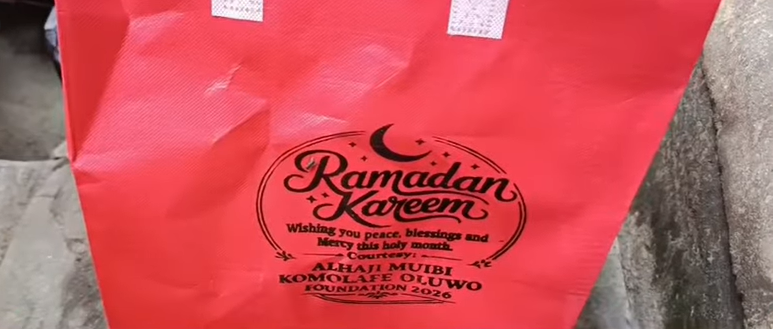 Ramadan
Kareem
Wishing you peace, blessings and
Mercy this holy month.
Courtesy:
ALHAJI MUIBI
KOMOLAFE OLUWO
FOUNDATION 2026